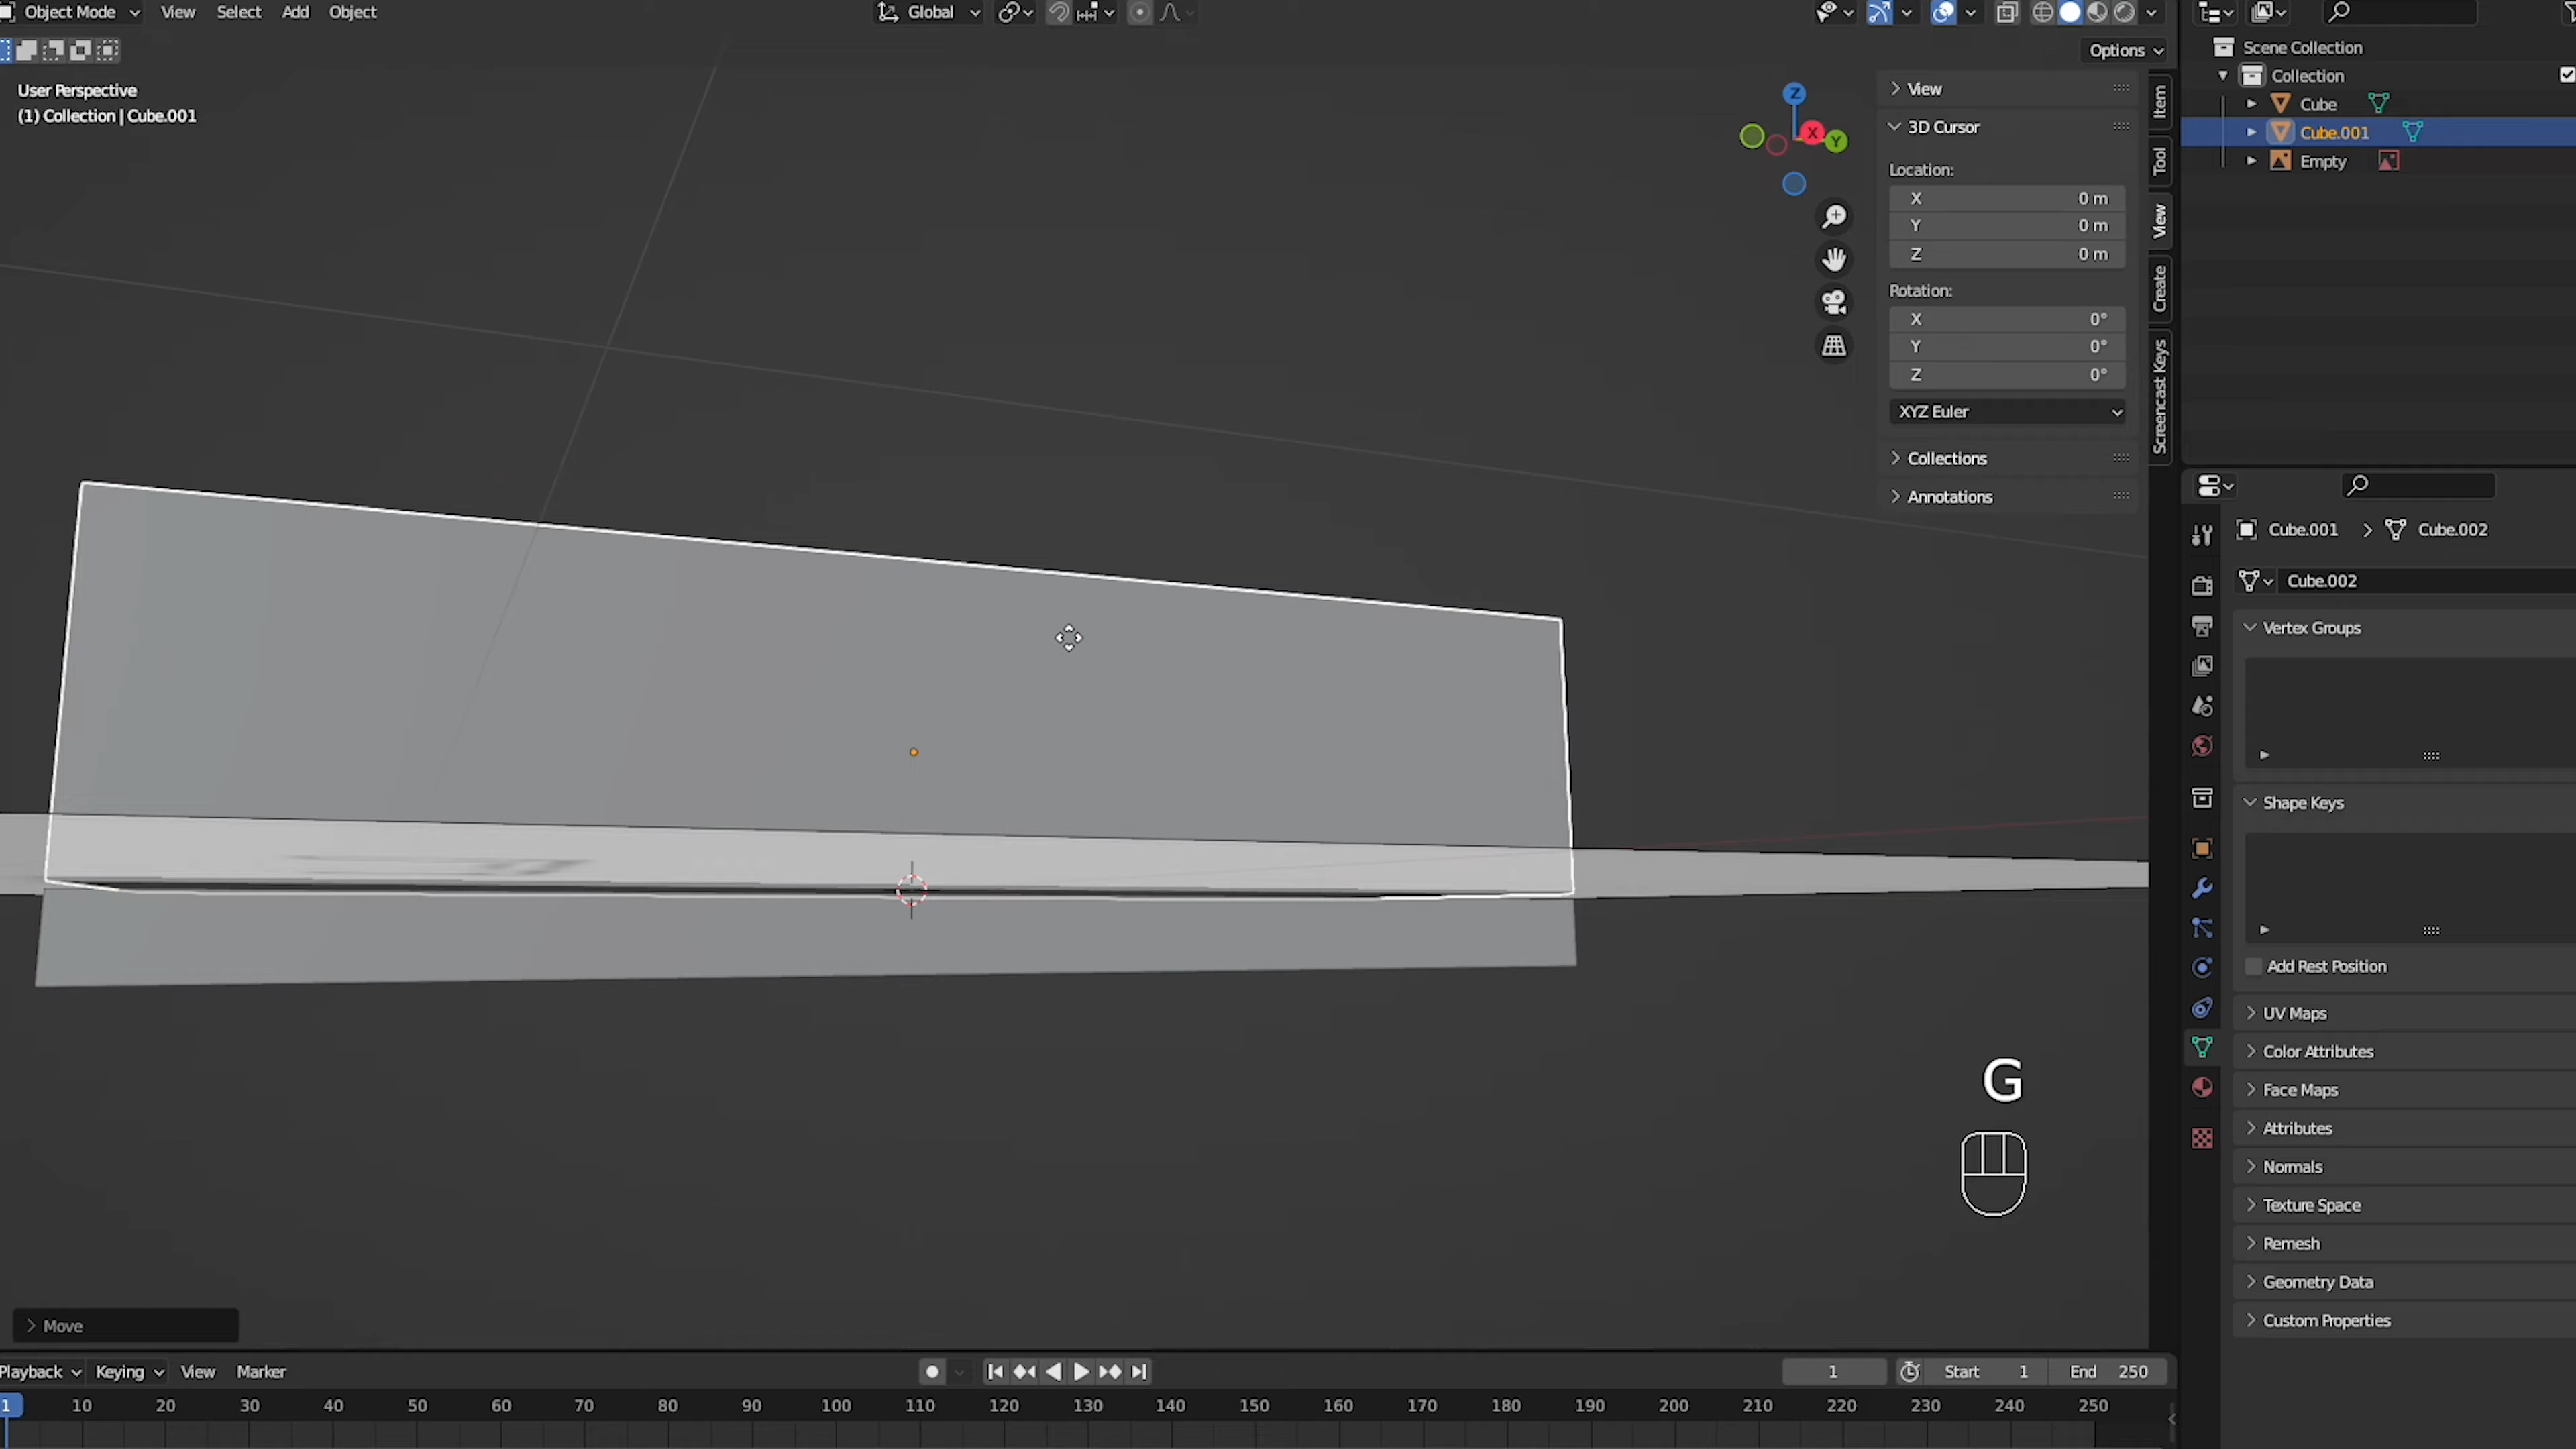 Object Mode View Select Add Object Global
Options
User Perspective
(1) Collection | Cube.001
Z
X
Y
View
3D Cursor
Location:
X 0 m
Y 0 m
Z 0 m
Rotation:
X 0°
Y 0°
Z 0°
XYZ Euler
Collections
Annotations
Item
Tool
View
Create
Screencast Keys
Scene Collection
Collection
Cube
Cube.001
Empty
Cube.001 Cube.002
Cube.002
Vertex Groups
Shape Keys
Add Rest Position
UV Maps
Color Attributes
Face Maps
Attributes
Normals
Texture Space
Remesh
Geometry Data
Custom Properties
G
Move
Playback Keying View Marker 1 Start 1 End 250
1 10 20 30 40 50 60 70 80 90 100 110 120 130 140 150 160 170 180 190 200 210 220 230 240 250